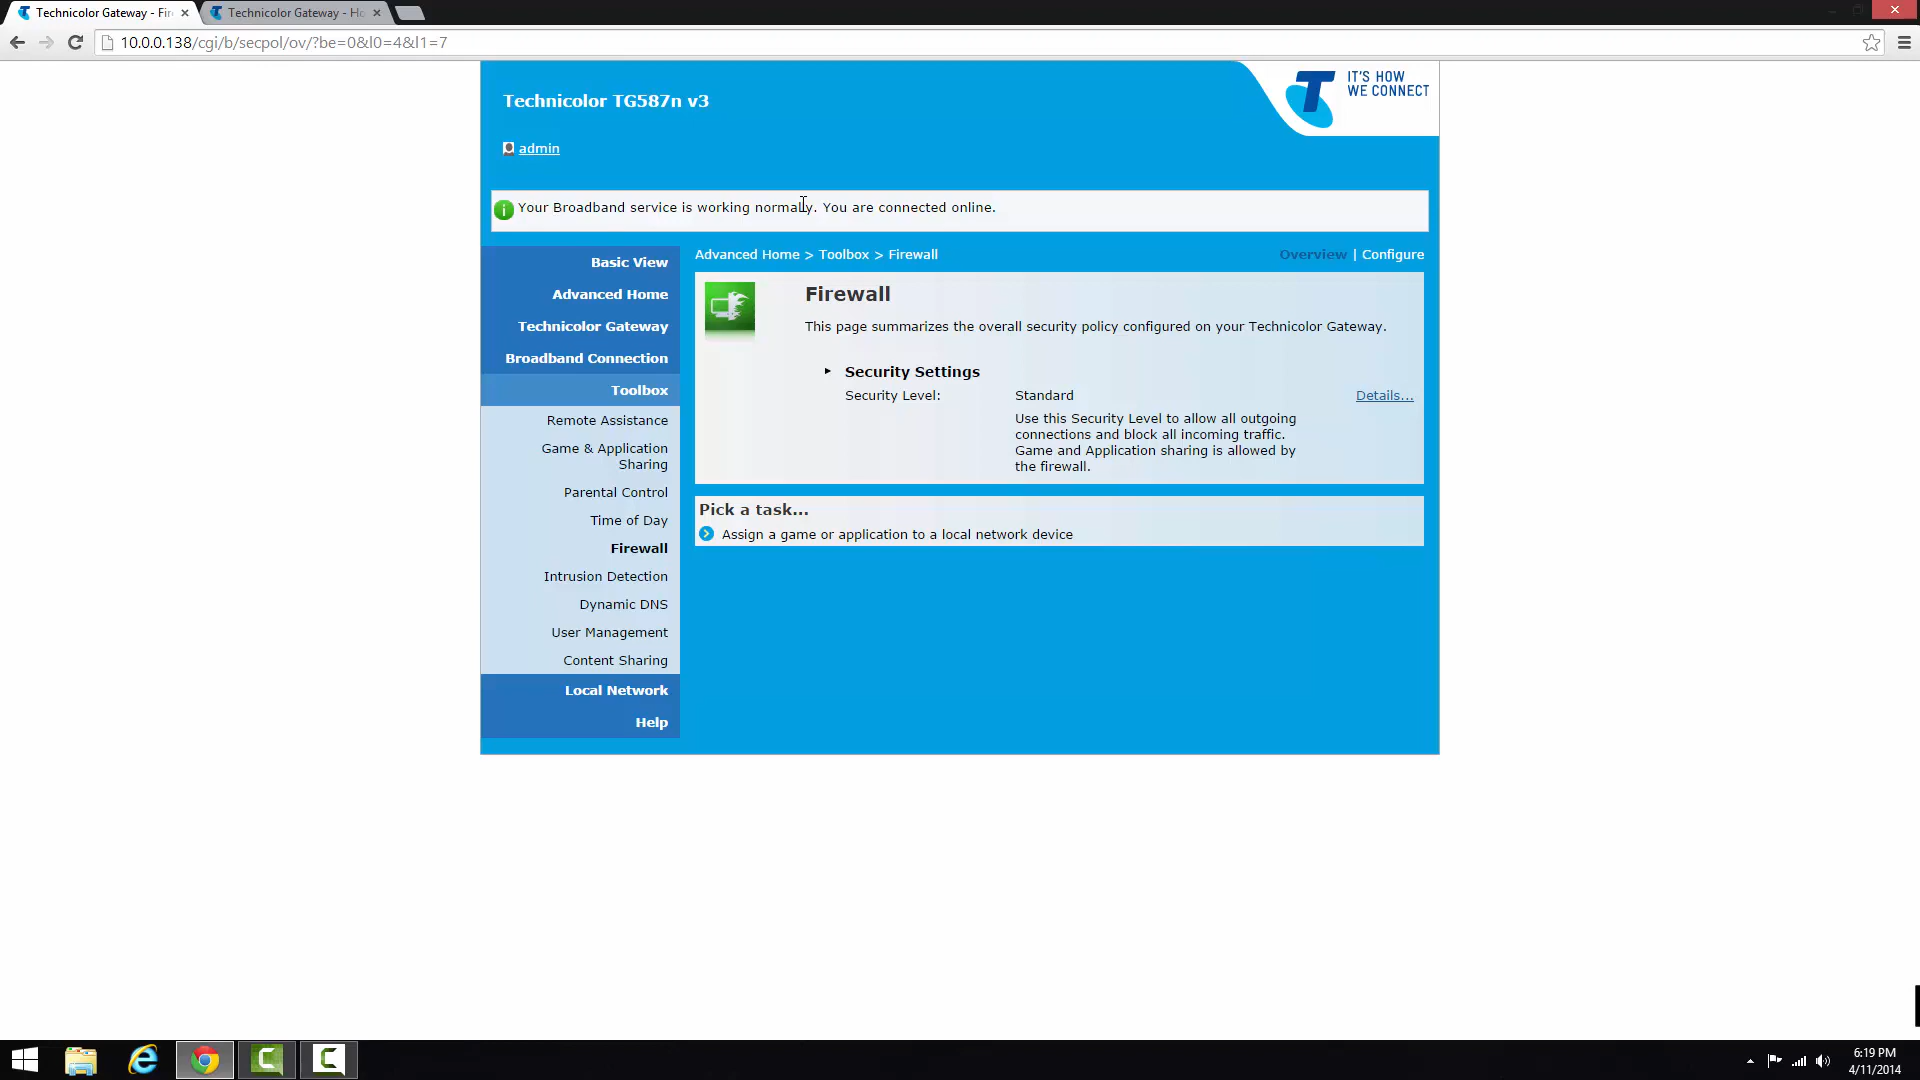 Technicolor Gateway - Fir
Technicolor Gateway - Ho
10.0.0.138/cgi/b/secpol/ov/?be=0&l0=4&l1=7
Technicolor TG587n v3
IT'S HOW
WE CONNECT
admin
Your Broadband service is working normally. You are connected online.
Basic View
Advanced Home
Technicolor Gateway
Broadband Connection
Toolbox
Remote Assistance
Game & Application
Sharing
Parental Control
Time of Day
Firewall
Intrusion Detection
Dynamic DNS
User Management
Content Sharing
Local Network
Help
Advanced Home > Toolbox > Firewall
Overview | Configure
Firewall
This page summarizes the overall security policy configured on your Technicolor Gateway.
Security Settings
Security Level: Standard Details...
Use this Security Level to allow all outgoing
connections and block all incoming traffic.
Game and Application sharing is allowed by
the firewall.
Pick a task...
Assign a game or application to a local network device
6:19 PM
4/11/2014